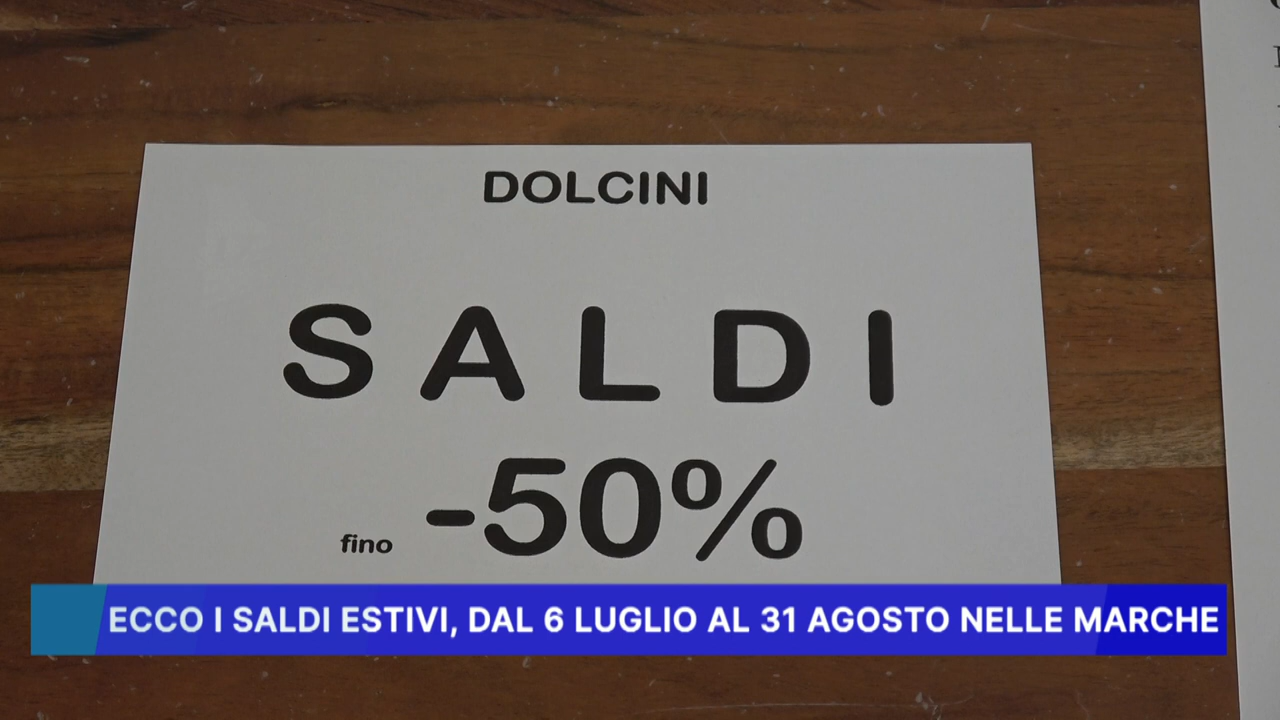 DOLCINI
SALDI
fino -50%
ECCO I SALDI ESTIVI, DAL 6 LUGLIO AL 31 AGOSTO NELLE MARCHE